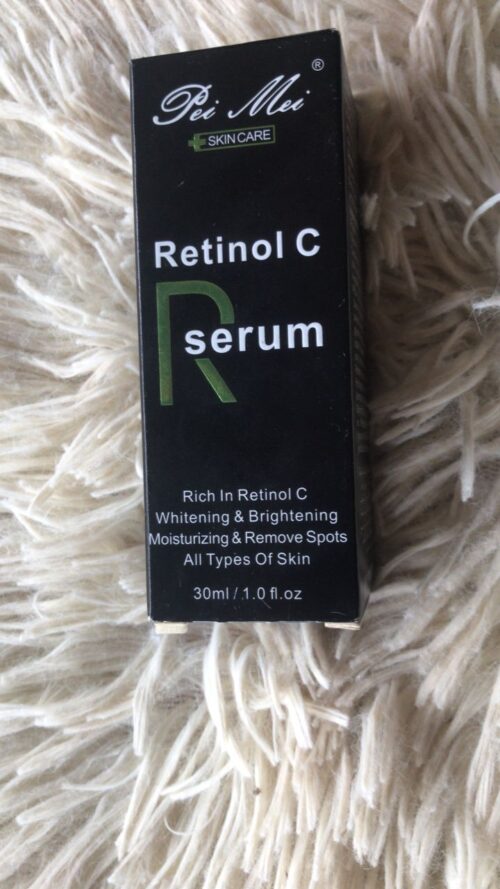 Pei Mei ®
SKIN CARE
Retinol C
R
serum
Rich In Retinol C
Whitening & Brightening
Moisturizing & Remove Spots
All Types Of Skin
30ml / 1.0 fl.oz